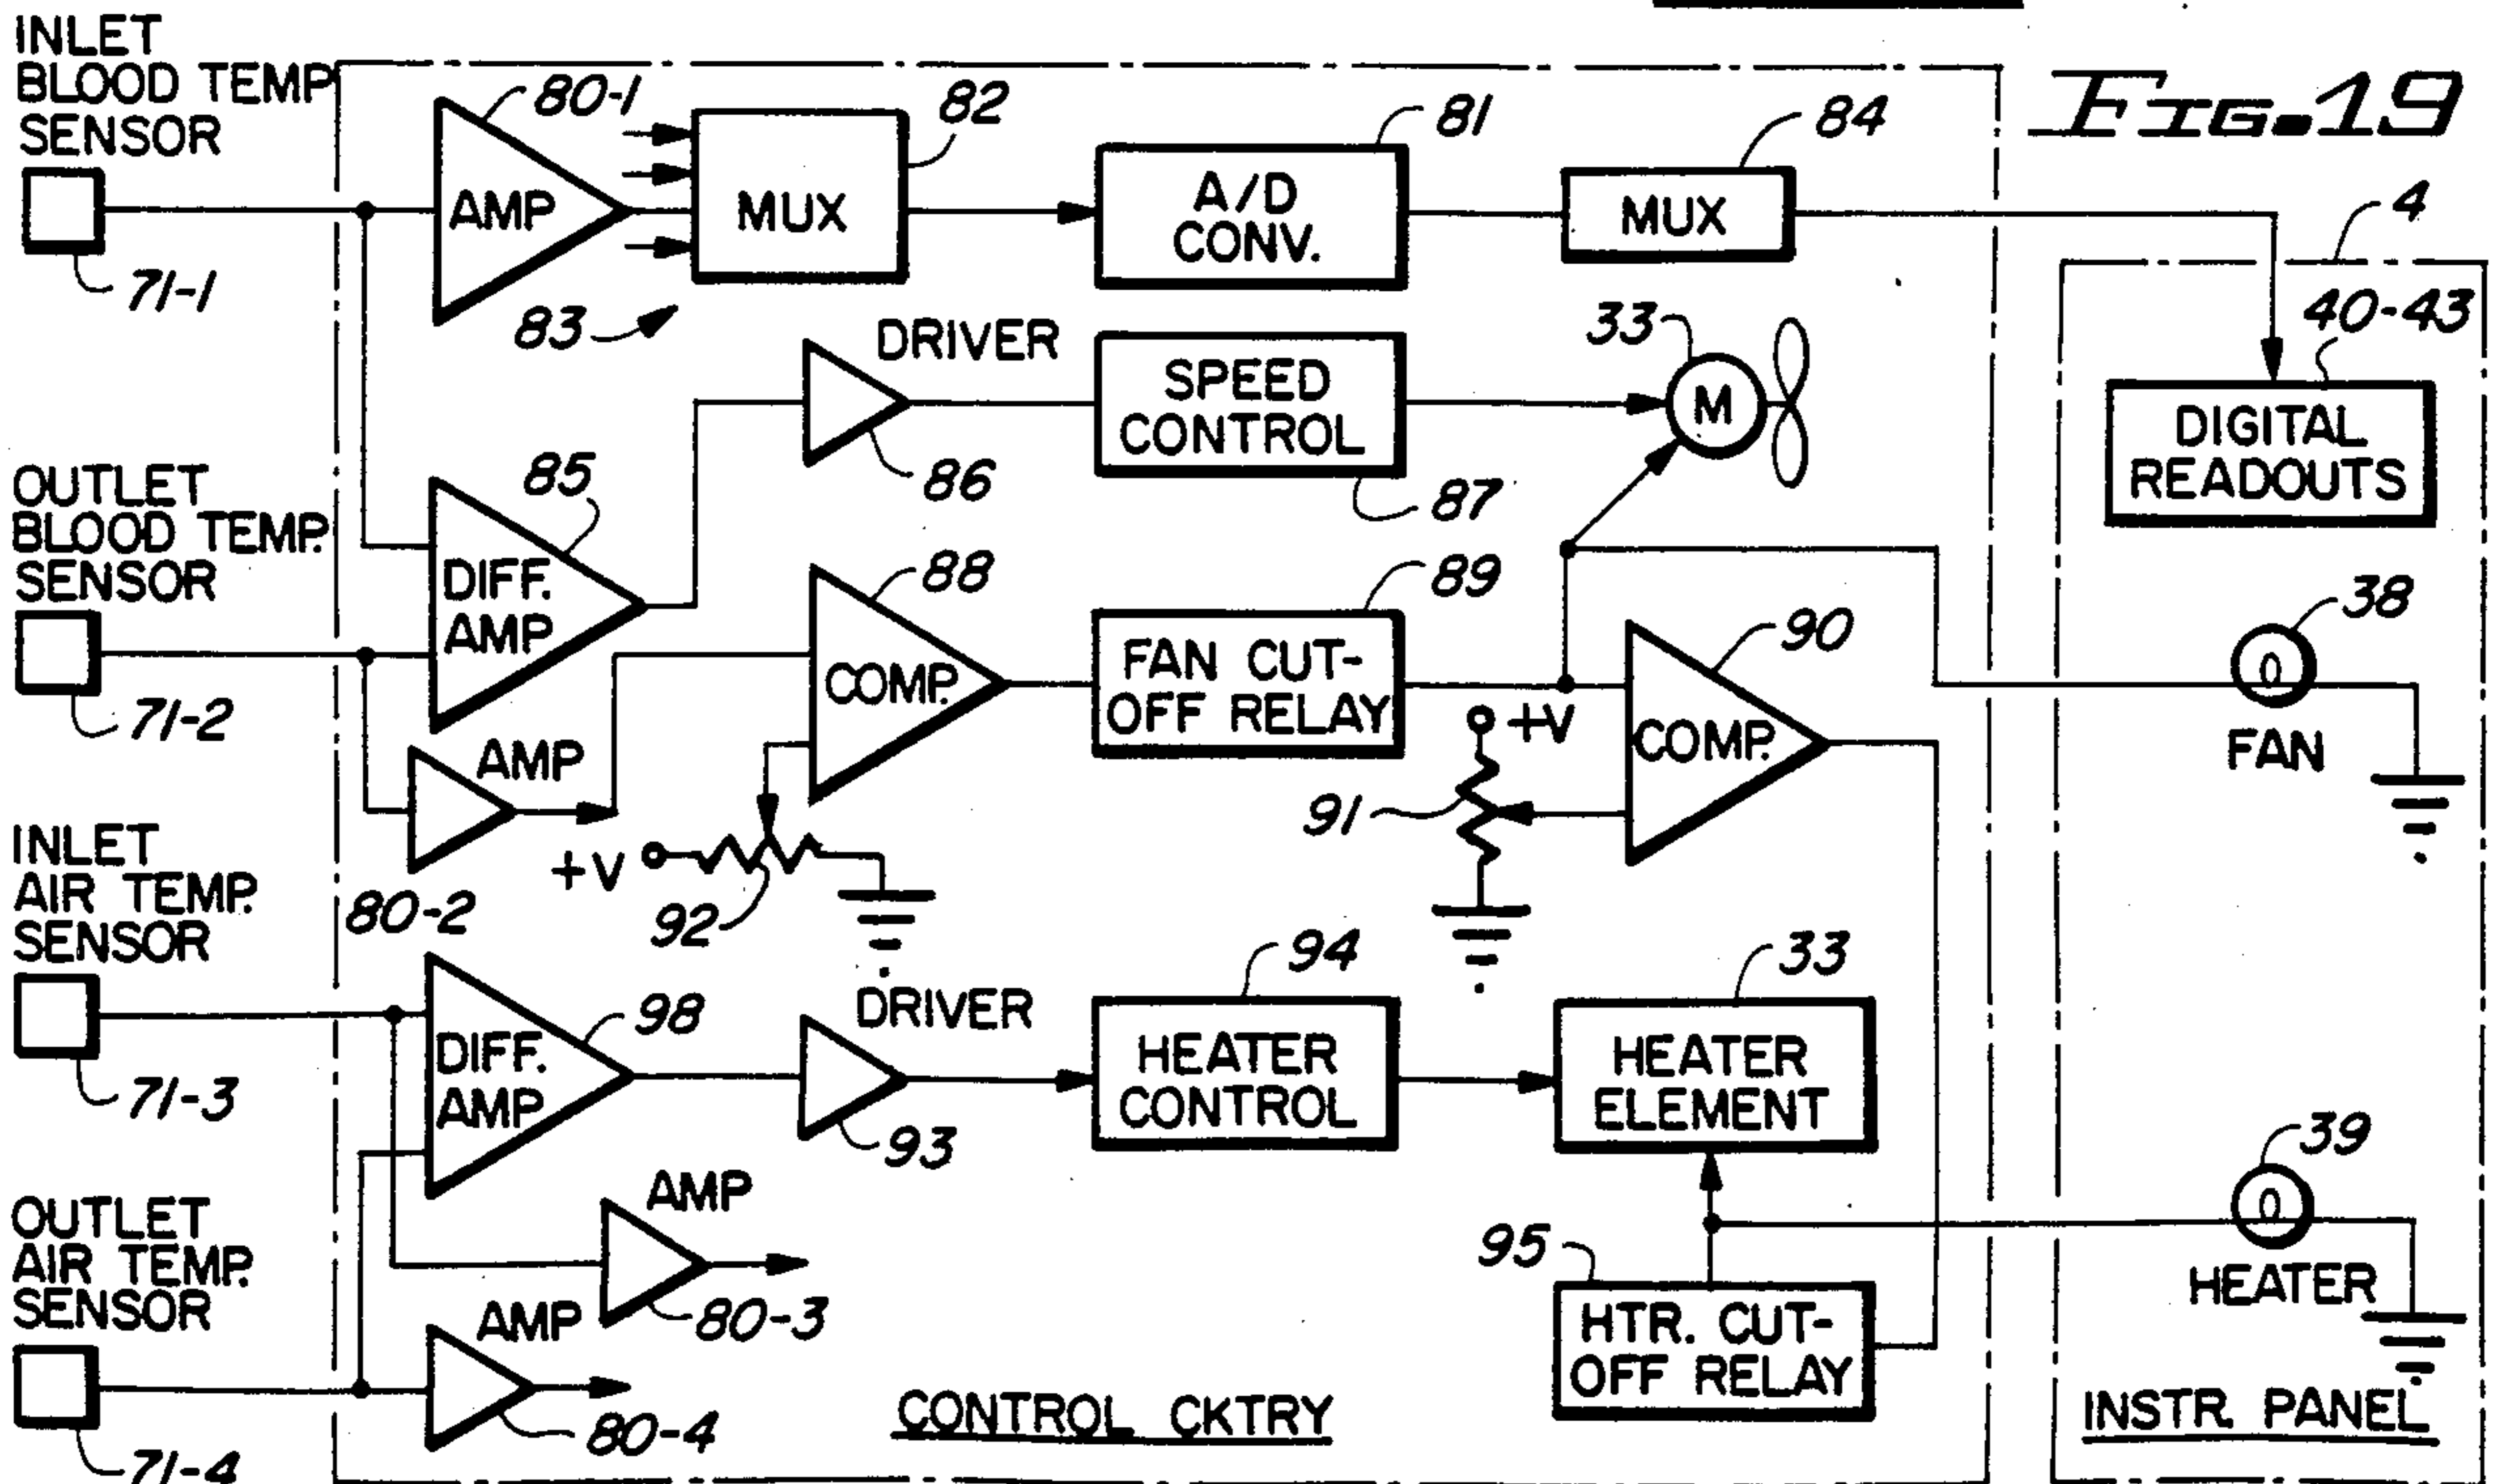 FIG. 19
INLET
BLOOD TEMP.
SENSOR
71-1
80-1
AMP
83
82
MUX
81
A/D
CONV.
84
MUX
4
40-43
DIGITAL
READOUTS
OUTLET
BLOOD TEMP.
SENSOR
71-2
85
DIFF.
AMP
DRIVER
86
SPEED
CONTROL
87
33
M
88
COMP.
89
FAN CUT-
OFF RELAY
90
COMP.
+V
91
38
FAN
AMP
80-2
+V
92
INLET
AIR TEMP.
SENSOR
71-3
98
DIFF.
AMP
DRIVER
93
94
HEATER
CONTROL
33
HEATER
ELEMENT
AMP
80-3
OUTLET
AIR TEMP.
SENSOR
71-4
AMP
80-4
95
HTR. CUT-
OFF RELAY
39
HEATER
CONTROL CKTRY
INSTR. PANEL